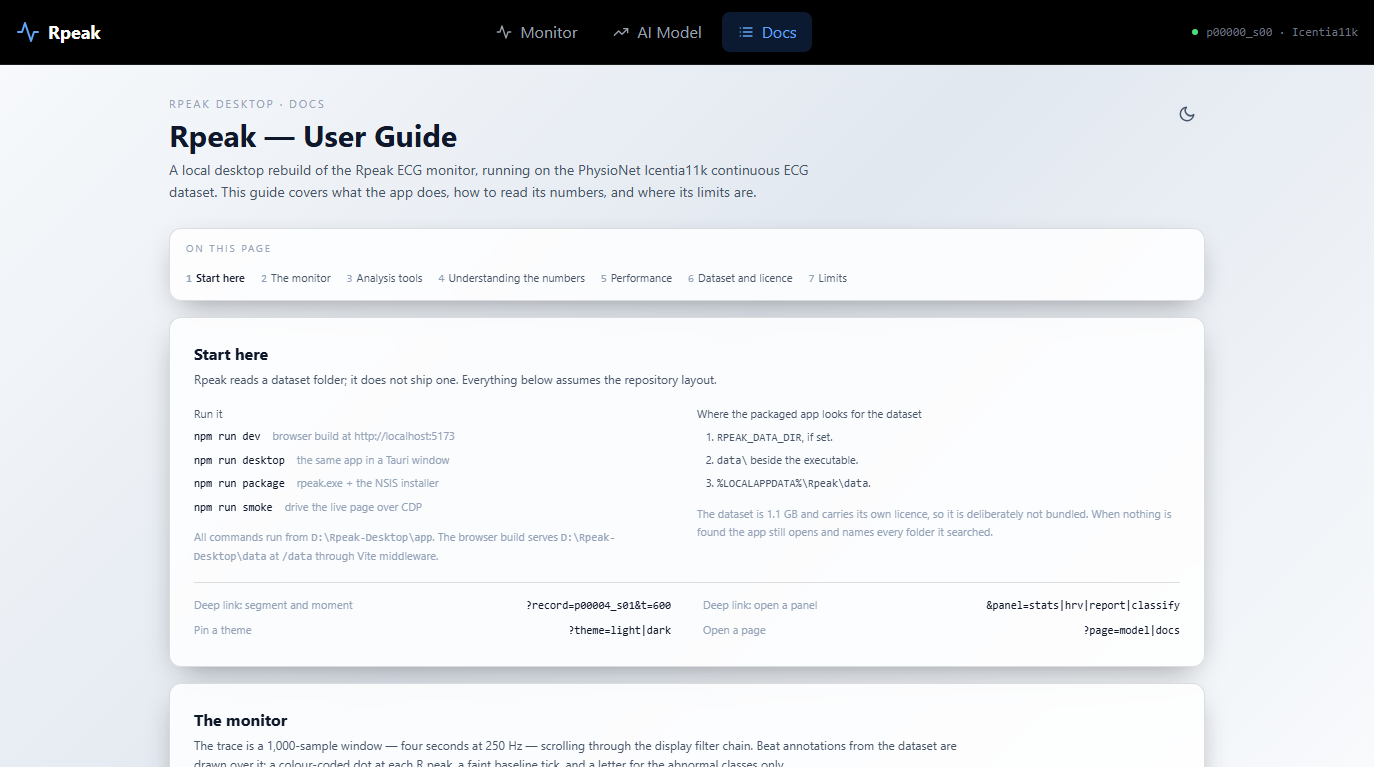 Rpeak
Monitor
AI Model
Docs
p00000_s00 · Icentia11k
RPEAK DESKTOP · DOCS
Rpeak — User Guide
A local desktop rebuild of the Rpeak ECG monitor, running on the PhysioNet Icentia11k continuous ECG
dataset. This guide covers what the app does, how to read its numbers, and where its limits are.
ON THIS PAGE
1 Start here 2 The monitor 3 Analysis tools 4 Understanding the numbers 5 Performance 6 Dataset and licence 7 Limits
Start here
Rpeak reads a dataset folder; it does not ship one. Everything below assumes the repository layout.
Run it
npm run dev browser build at http://localhost:5173
npm run desktop the same app in a Tauri window
npm run package rpeak.exe + the NSIS installer
npm run smoke drive the live page over CDP
All commands run from D:\Rpeak-Desktop\app. The browser build serves D:\Rpeak-
Desktop\data at /data through Vite middleware.
Where the packaged app looks for the dataset
1. RPEAK_DATA_DIR, if set.
2. data\ beside the executable.
3. %LOCALAPPDATA%\Rpeak\data.
The dataset is 1.1 GB and carries its own licence, so it is deliberately not bundled. When nothing is
found the app still opens and names every folder it searched.
Deep link: segment and moment ?record=p00004_s01&t=600
Deep link: open a panel &panel=stats|hrv|report|classify
Pin a theme ?theme=light|dark
Open a page ?page=model|docs
The monitor
The trace is a 1,000-sample window — four seconds at 250 Hz — scrolling through the display filter chain. Beat annotations from the dataset are
drawn over it: a colour-coded dot at each R peak, a faint baseline tick, and a letter for the abnormal classes only.